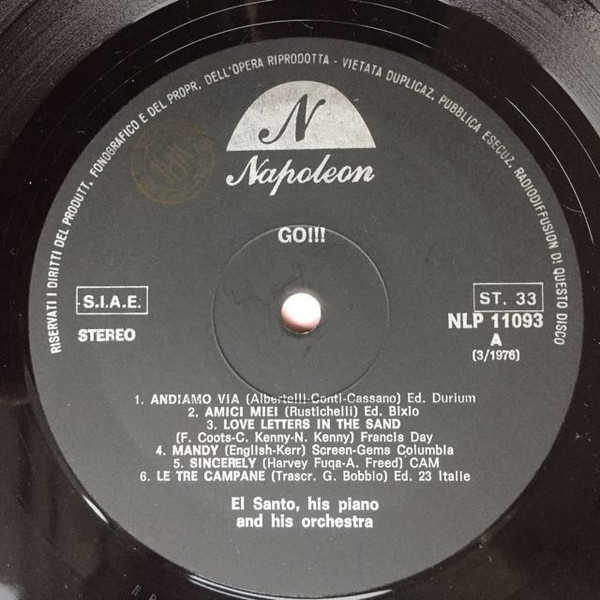 RISERVATI I DIRITTI DEL PRODUTT. FONOGRAFICO E DEL PROPR. DELL'OPERA RIPRODOTTA - VIETATA DUPLICAZ. PUBBLICA ESECUZ. RADIODIFFUSION DI QUESTO DISCO
N
Napoleon
GO!!!
S.I.A.E.
STEREO
ST. 33
NLP 11093
A
(3/1976)
1. ANDIAMO VIA (Albertelli-Conti-Cassano) Ed. Durium
2. AMICI MIEI (Rustichelli) Ed. Bixio
3. LOVE LETTERS IN THE SAND
(F. Coots-C. Kenny-N. Kenny) Francis Day
4. MANDY (English-Kerr) Screen-Gems Columbia
5. SINCERELY (Harvey Fuqa-A. Freed) CAM
6. LE TRE CAMPANE (Trascr. G. Bobbio) Ed. 23 Italie
El Santo, his piano
and his orchestra